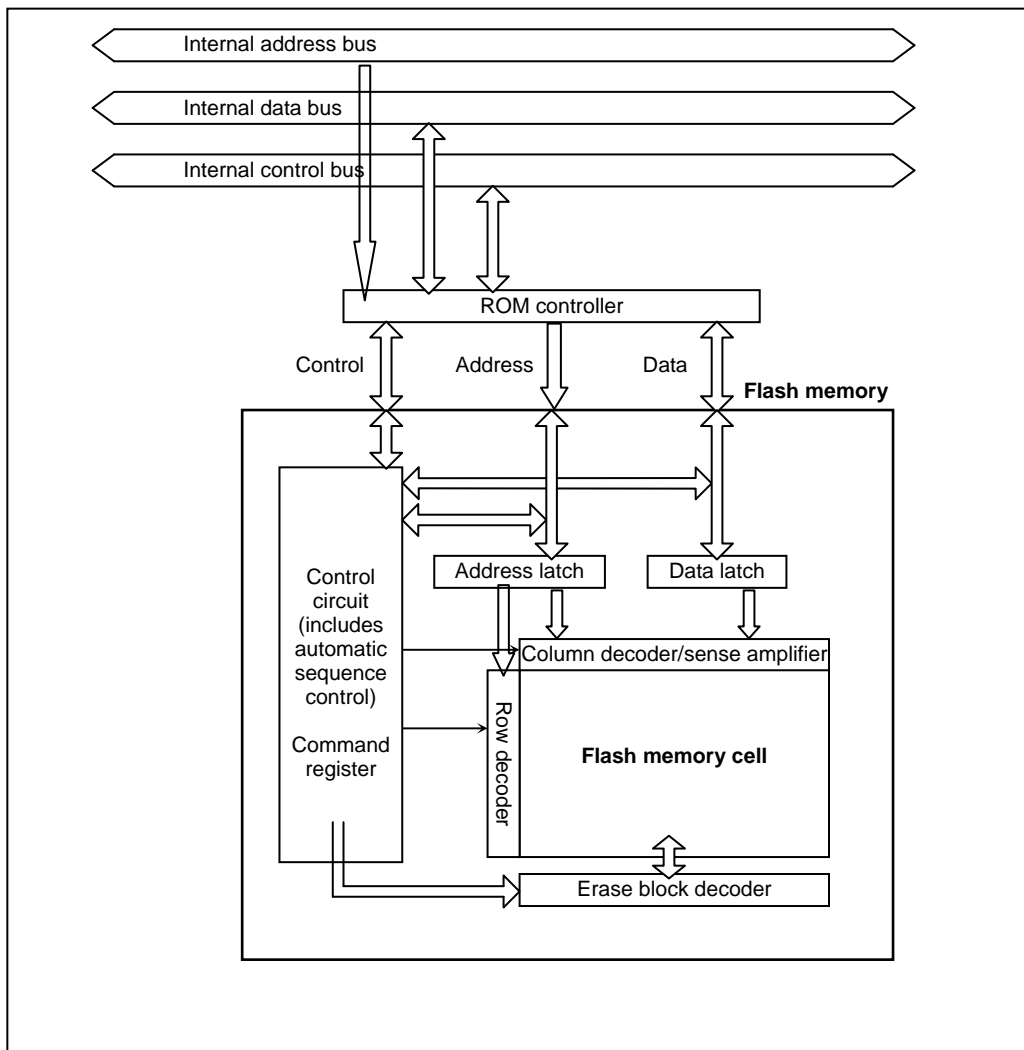 Internal address bus
Internal data bus
Internal control bus
ROM controller
Control
Address
Data
Flash memory
Address latch
Data latch
Control
circuit
(includes
automatic
sequence
control)
Command
register
Column decoder/sense amplifier
Row decoder
Flash memory cell
Erase block decoder